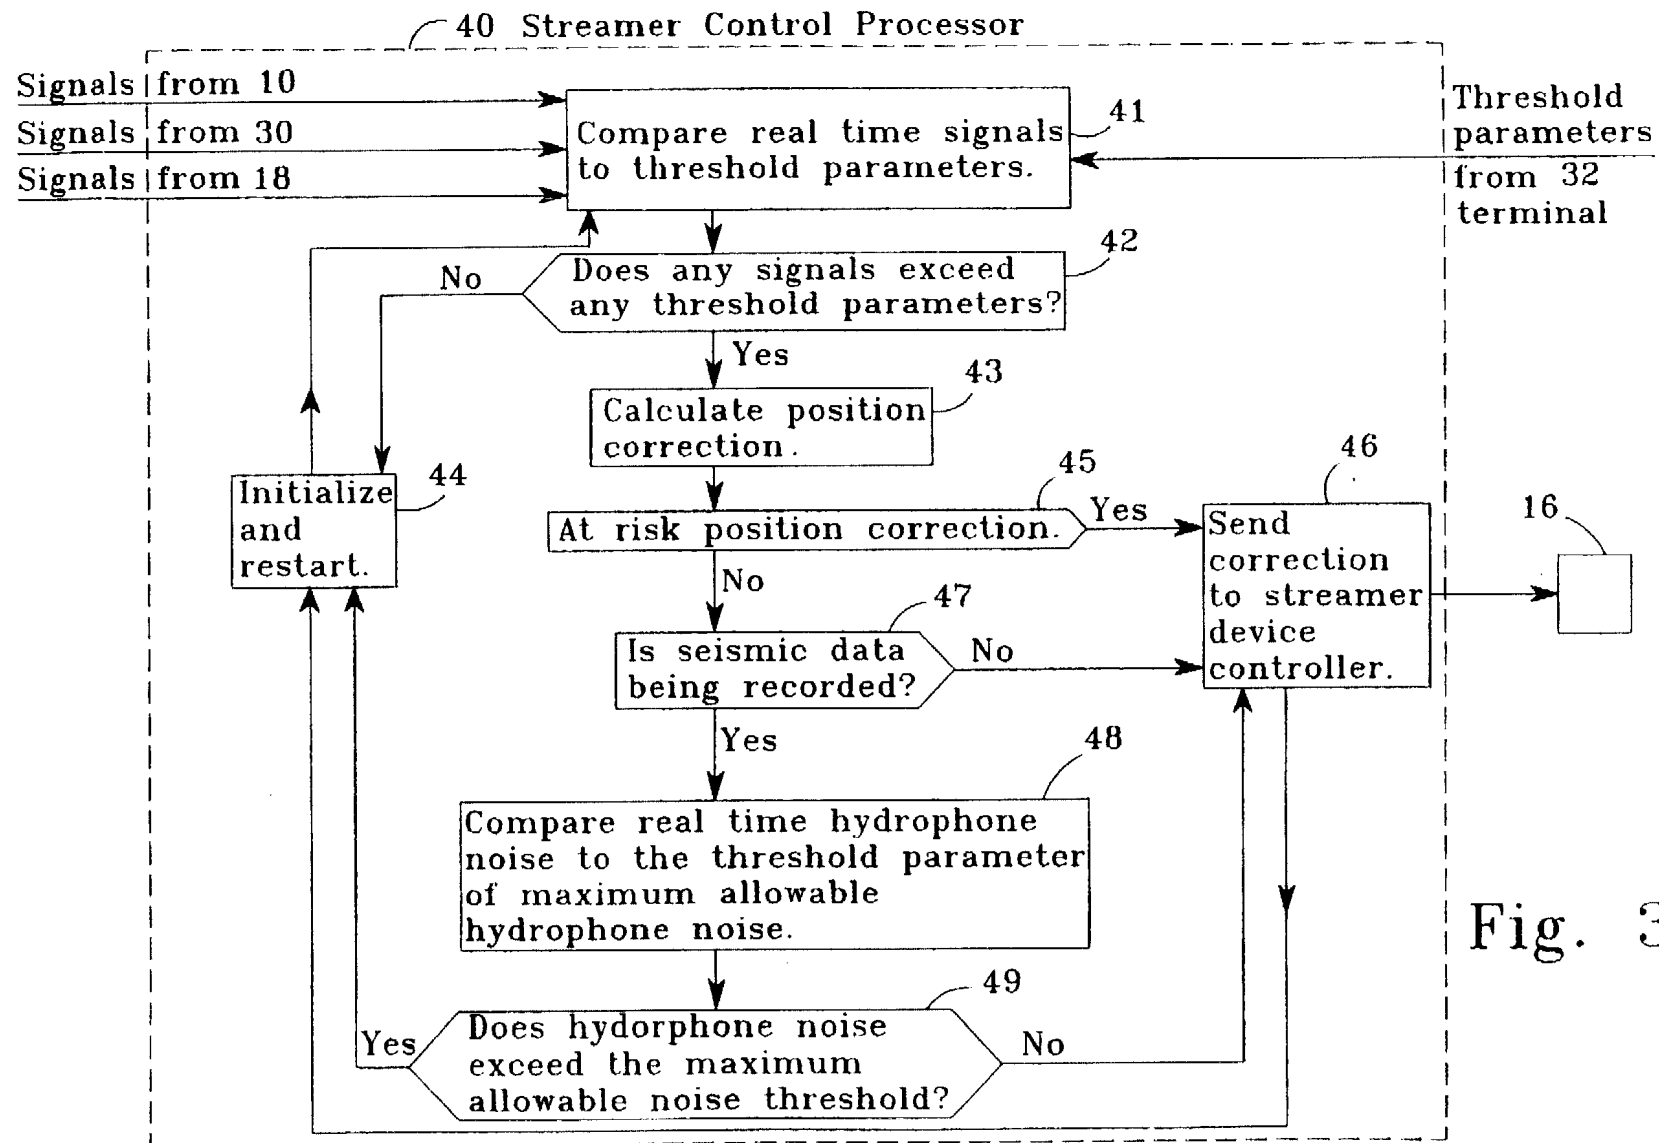 40 Streamer Control Processor
Signals from 10
Signals from 30
Signals from 18
Compare real time signals
to threshold parameters.
41
Threshold
parameters
from 32
terminal
Does any signals exceed
any threshold parameters?
42
No
Yes
Calculate position
correction.
43
Initialize
and
restart.
44
At risk position correction.
45
Yes
No
Send
correction
to streamer
device
controller.
46
16
Is seismic data
being recorded?
47
No
Yes
Compare real time hydrophone
noise to the threshold parameter
of maximum allowable
hydrophone noise.
48
Does hydorphone noise
exceed the maximum
allowable noise threshold?
49
Yes
No
Fig. 3